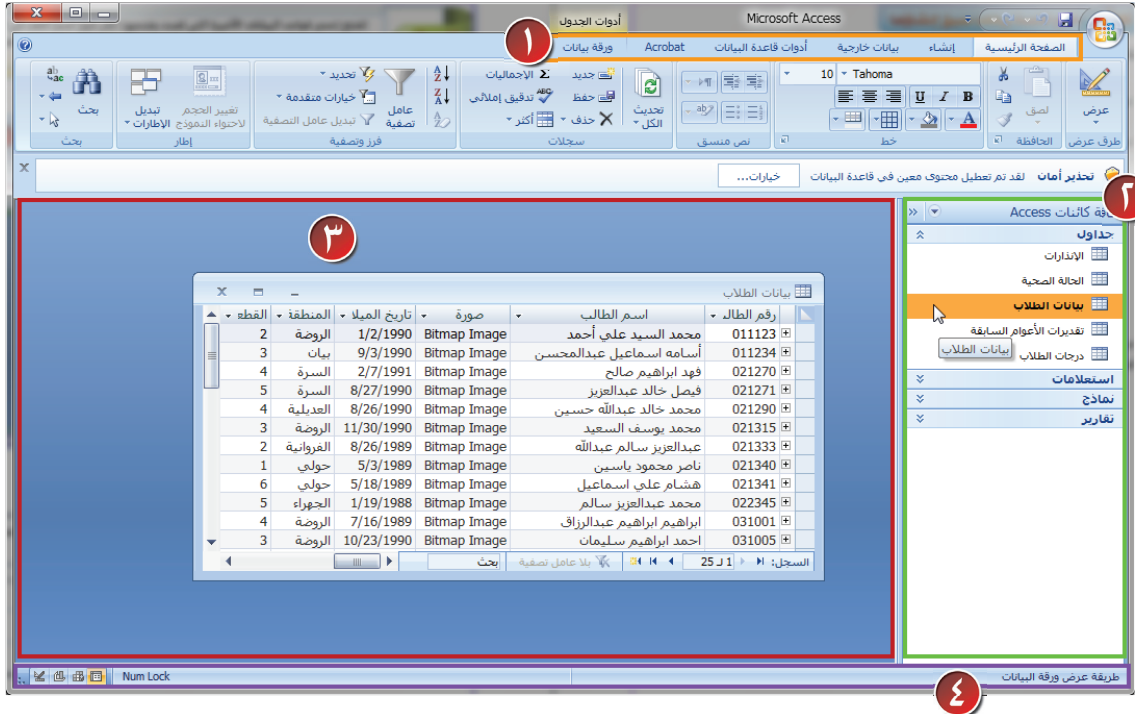 أدوات الجدول Microsoft Access
الصفحة الرئيسية إنشاء بيانات خارجية أدوات قاعدة البيانات Acrobat ورقة بيانات
١
عرض
طرق عرض
لصق
الحافظة
Tahoma 10
B I U
خط
نص منسق
تحديث الكل
جديد
حفظ
حذف
Σ الإجماليات
تدقيق إملائي
أكثر
سجلات
عامل تصفية
تحديد
خيارات متقدمة
تبديل عامل التصفية
فرز وتصفية
تغيير الحجم لاحتواء النموذج
تبديل الإطارات
إطار
بحث
بحث
تحذير أمان لقد تم تعطيل محتوى معين في قاعدة البيانات خيارات...
٢
كائنات Access
جداول
الإنذارات
الحالة الصحية
بيانات الطلاب
تقديرات الأعوام السابقة
درجات الطلاب
بيانات الطلاب
استعلامات
نماذج
تقارير
٣
بيانات الطلاب
رقم الطالب اسم الطالب صورة تاريخ الميلا المنطقة القطع
011123 محمد السيد علي أحمد Bitmap Image 1/2/1990 الروضة 2
011234 أسامه اسماعيل عبدالمحسن Bitmap Image 9/3/1990 بيان 3
021270 فهد ابراهيم صالح Bitmap Image 2/7/1991 السرة 4
021271 فيصل خالد عبدالعزيز Bitmap Image 8/27/1990 السرة 5
021290 محمد خالد عبدالله حسين Bitmap Image 8/26/1990 العديلية 4
021315 محمد يوسف السعيد Bitmap Image 11/30/1990 الروضة 3
021333 عبدالعزيز سالم عبدالله Bitmap Image 8/26/1989 الفروانية 2
021340 ناصر محمود ياسين Bitmap Image 5/3/1989 حولي 1
021341 هشام علي اسماعيل Bitmap Image 5/18/1989 حولي 6
022345 محمد عبدالعزيز سالم Bitmap Image 1/19/1988 الجهراء 5
031001 ابراهيم ابراهيم عبدالرزاق Bitmap Image 7/16/1989 الروضة 4
031005 احمد ابراهيم سليمان Bitmap Image 10/23/1990 الروضة 3
السجل: 1 لـ 25 بلا عامل تصفية بحث
طريقة عرض ورقة البيانات Num Lock
٤